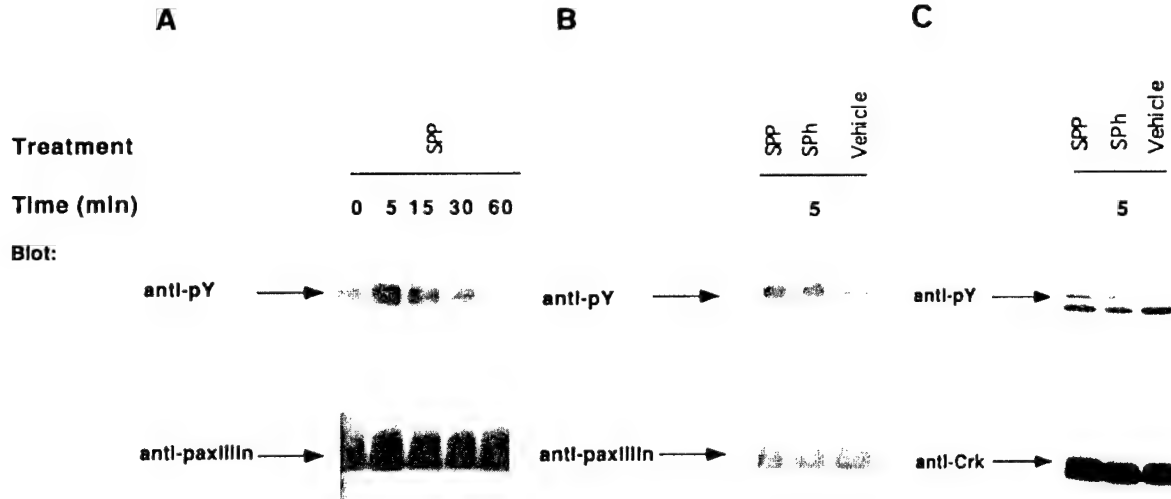 A B C
Treatment SPP SPP SPh Vehicle SPP SPh Vehicle
Time (min) 0 5 15 30 60 5 5
Blot:
anti-pY anti-pY anti-pY
anti-paxillin anti-paxillin anti-Crk